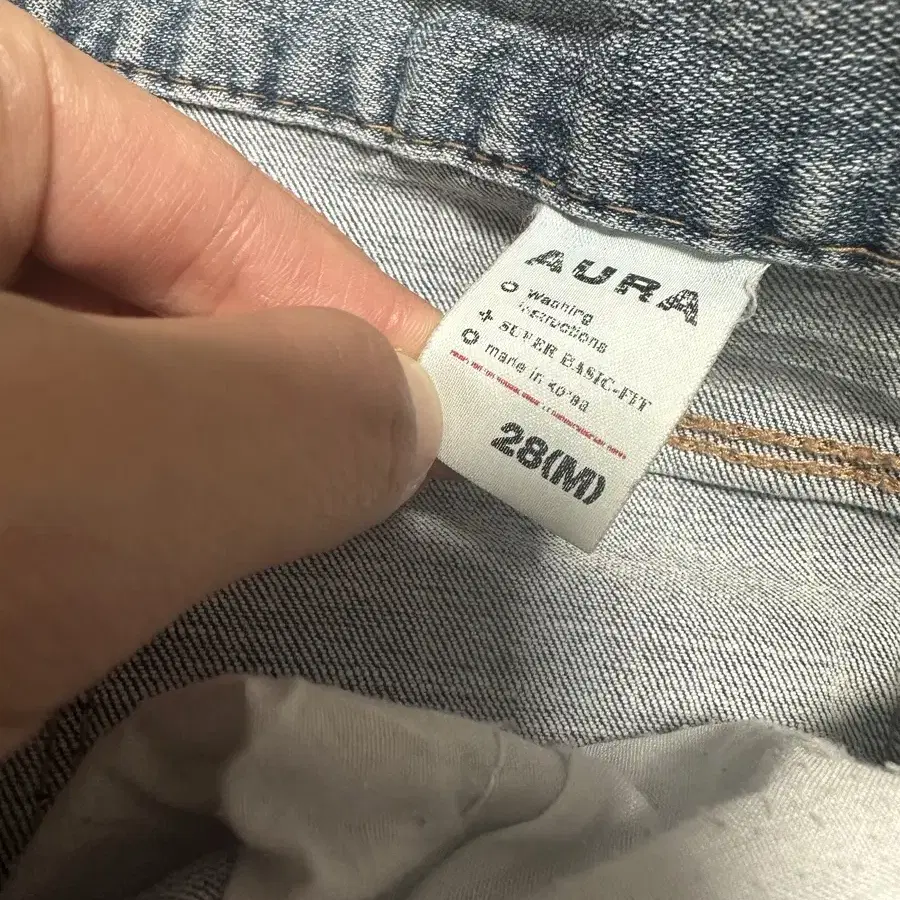 AURA
Washing
instructions
SUPER BASIC-FIT
made in korea
28(M)